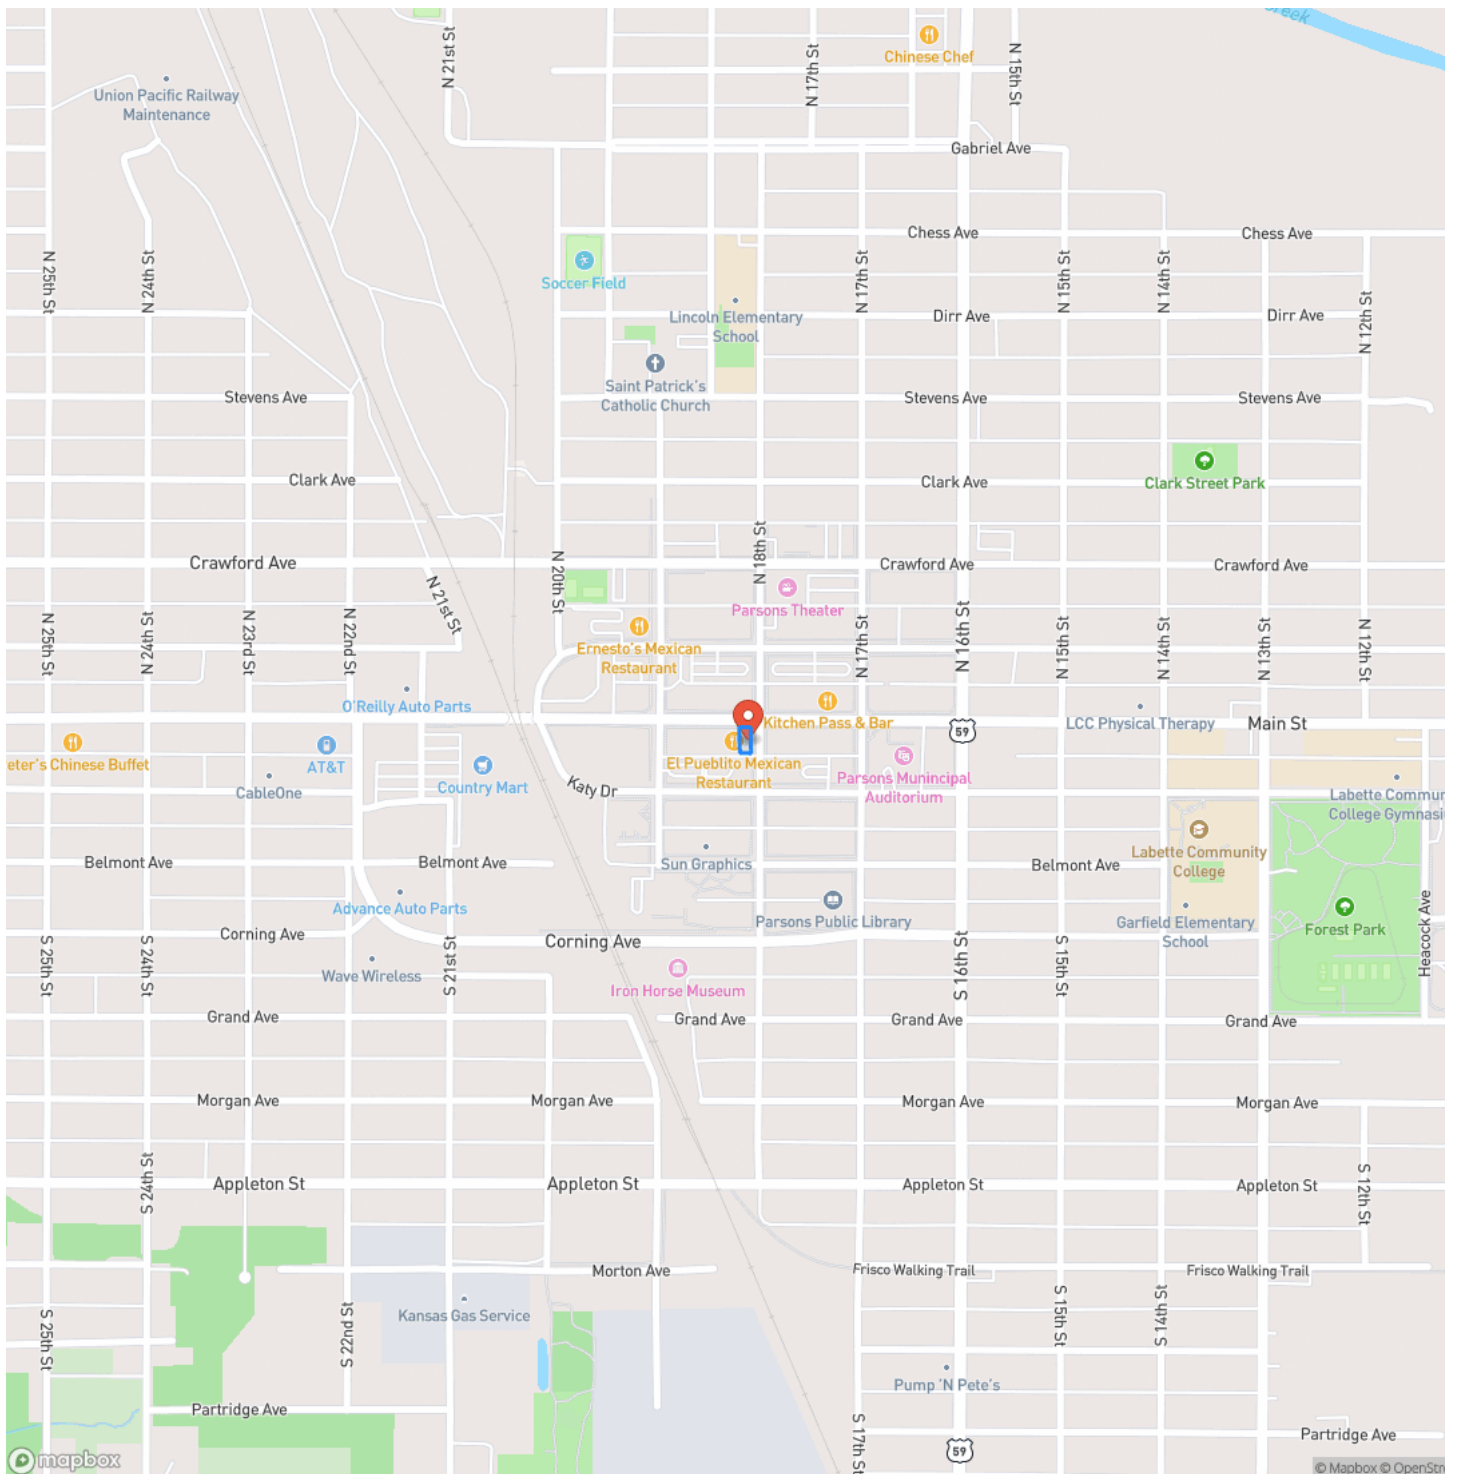 Creek
N 21st St
N 17th St
Chinese Chef
N 15th St
Union Pacific Railway
Maintenance
Gabriel Ave
Chess Ave
Chess Ave
N 25th St
N 24th St
Soccer Field
N 17th St
N 15th St
N 14th St
N 12th St
Lincoln Elementary
School
Dirr Ave
Dirr Ave
Saint Patrick's
Catholic Church
Stevens Ave
Stevens Ave
Stevens Ave
Clark Ave
Clark Ave
Clark Street Park
Crawford Ave
N 20th St
N 18th St
Crawford Ave
Crawford Ave
N 21st St
Parsons Theater
N 25th St
N 24th St
N 23rd St
N 22nd St
Ernesto's Mexican
Restaurant
N 17th St
N 16th St
N 15th St
N 14th St
N 13th St
N 12th St
O'Reilly Auto Parts
Kitchen Pass & Bar
59
LCC Physical Therapy
Main St
eter's Chinese Buffet
AT&T
CableOne
Country Mart
Katy Dr
El Pueblito Mexican
Restaurant
Parsons Munincipal
Auditorium
Labette Commu
College Gymnasi
Belmont Ave
Belmont Ave
Sun Graphics
Belmont Ave
Labette Community
College
Advance Auto Parts
Parsons Public Library
Garfield Elementary
School
Forest Park
Heacock Ave
Corning Ave
Corning Ave
S 25th St
S 24th St
Wave Wireless
S 21st St
Iron Horse Museum
S 16th St
S 15th St
Grand Ave
Grand Ave
Grand Ave
Grand Ave
Morgan Ave
Morgan Ave
Morgan Ave
Morgan Ave
S 24th St
Appleton St
Appleton St
Appleton St
Appleton St
S 12th St
Morton Ave
Frisco Walking Trail
Frisco Walking Trail
S 25th St
S 22nd St
Kansas Gas Service
S 15th St
S 14th St
Pump 'N Pete's
Partridge Ave
S 17th St
59
Partridge Ave
mapbox
© Mapbox © OpenStre